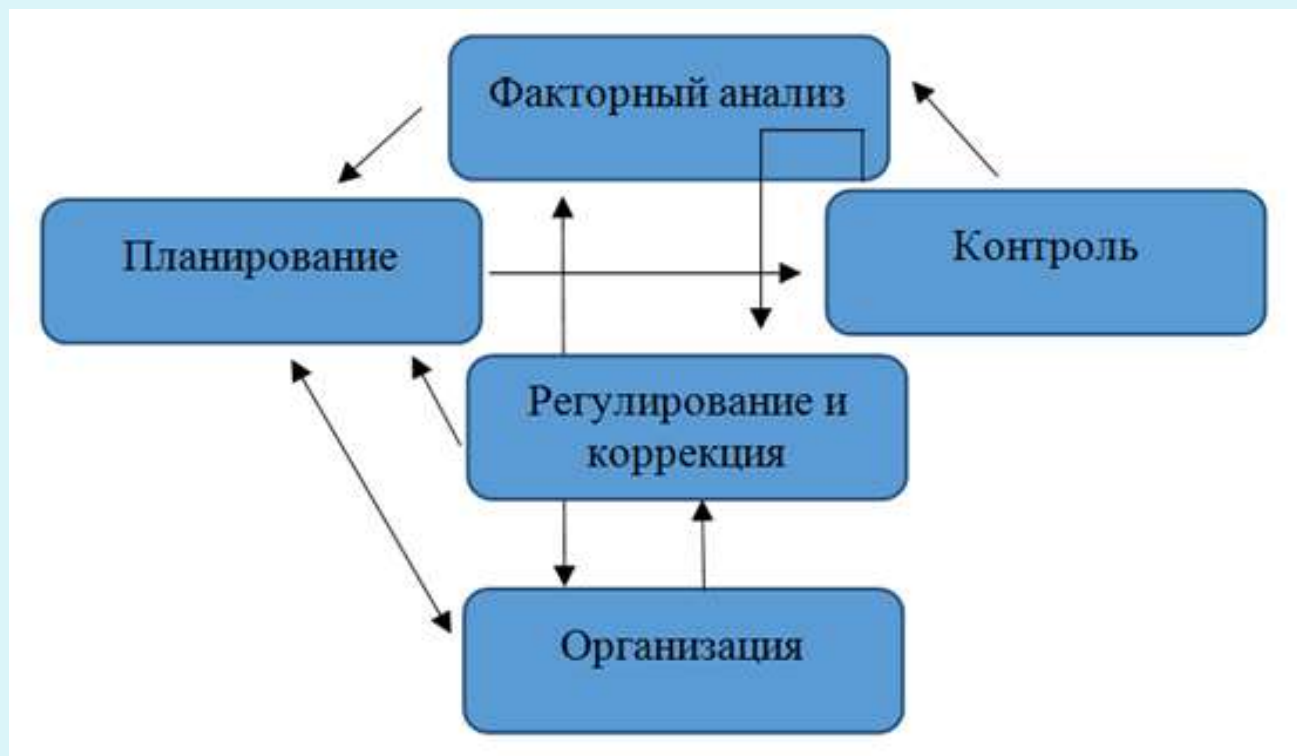 Факторный анализ
Планирование
Контроль
Регулирование и
коррекция
Организация